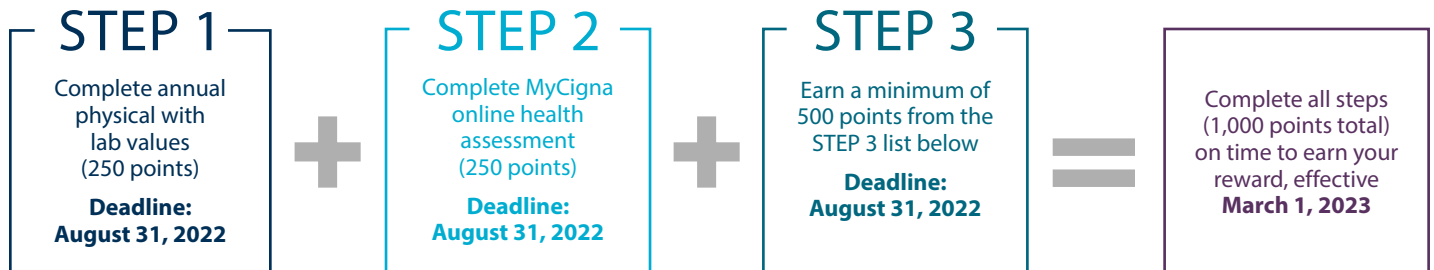 STEP 1
Complete annual
physical with
lab values
(250 points)
Deadline:
August 31, 2022
+
STEP 2
Complete MyCigna
online health
assessment
(250 points)
Deadline:
August 31, 2022
+
STEP 3
Earn a minimum of
500 points from the
STEP 3 list below
Deadline:
August 31, 2022
=
Complete all steps
(1,000 points total)
on time to earn your
reward, effective
March 1, 2023